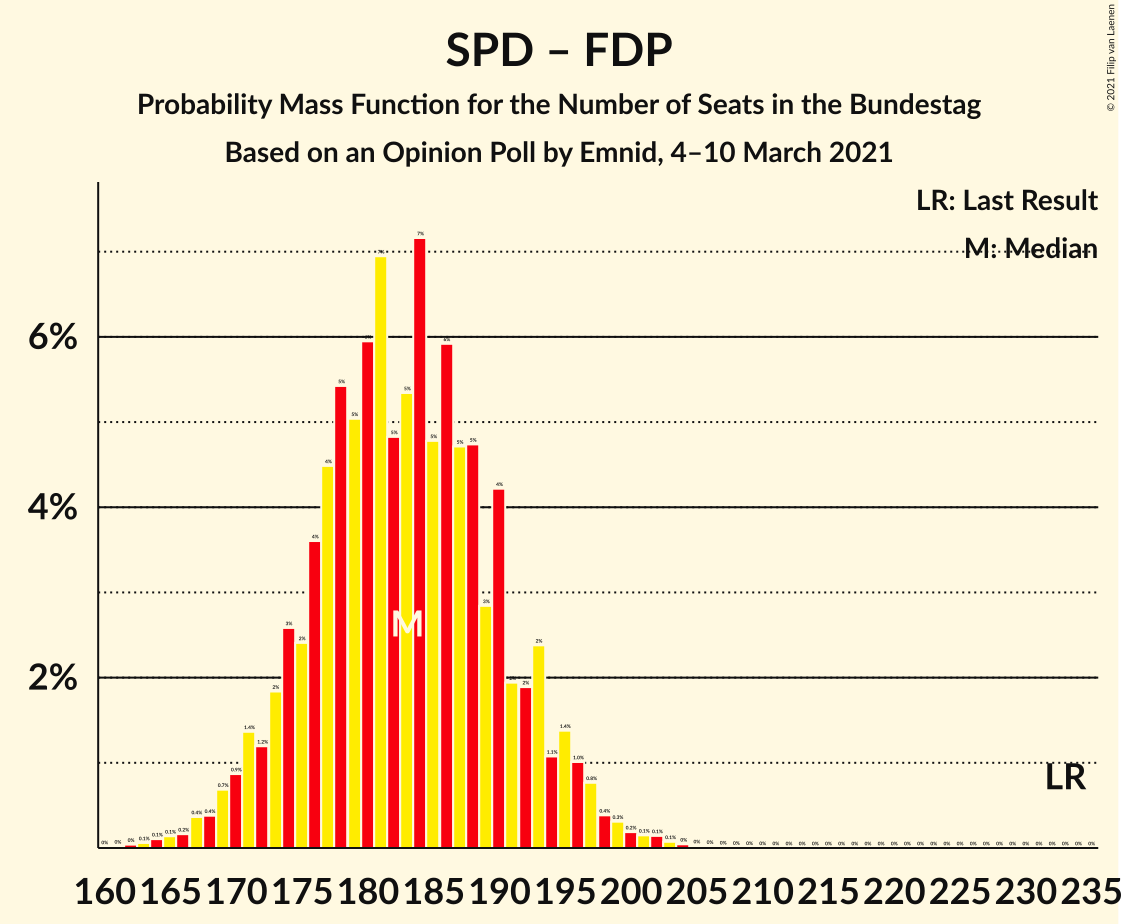 SPD – FDP
Probability Mass Function for the Number of Seats in the Bundestag
Based on an Opinion Poll by Emnid, 4–10 March 2021
© 2021 Filip van Laenen
LR: Last Result
M: Median
6%
4%
2%
M
LR
160 165 170 175 180 185 190 195 200 205 210 215 220 225 230 235